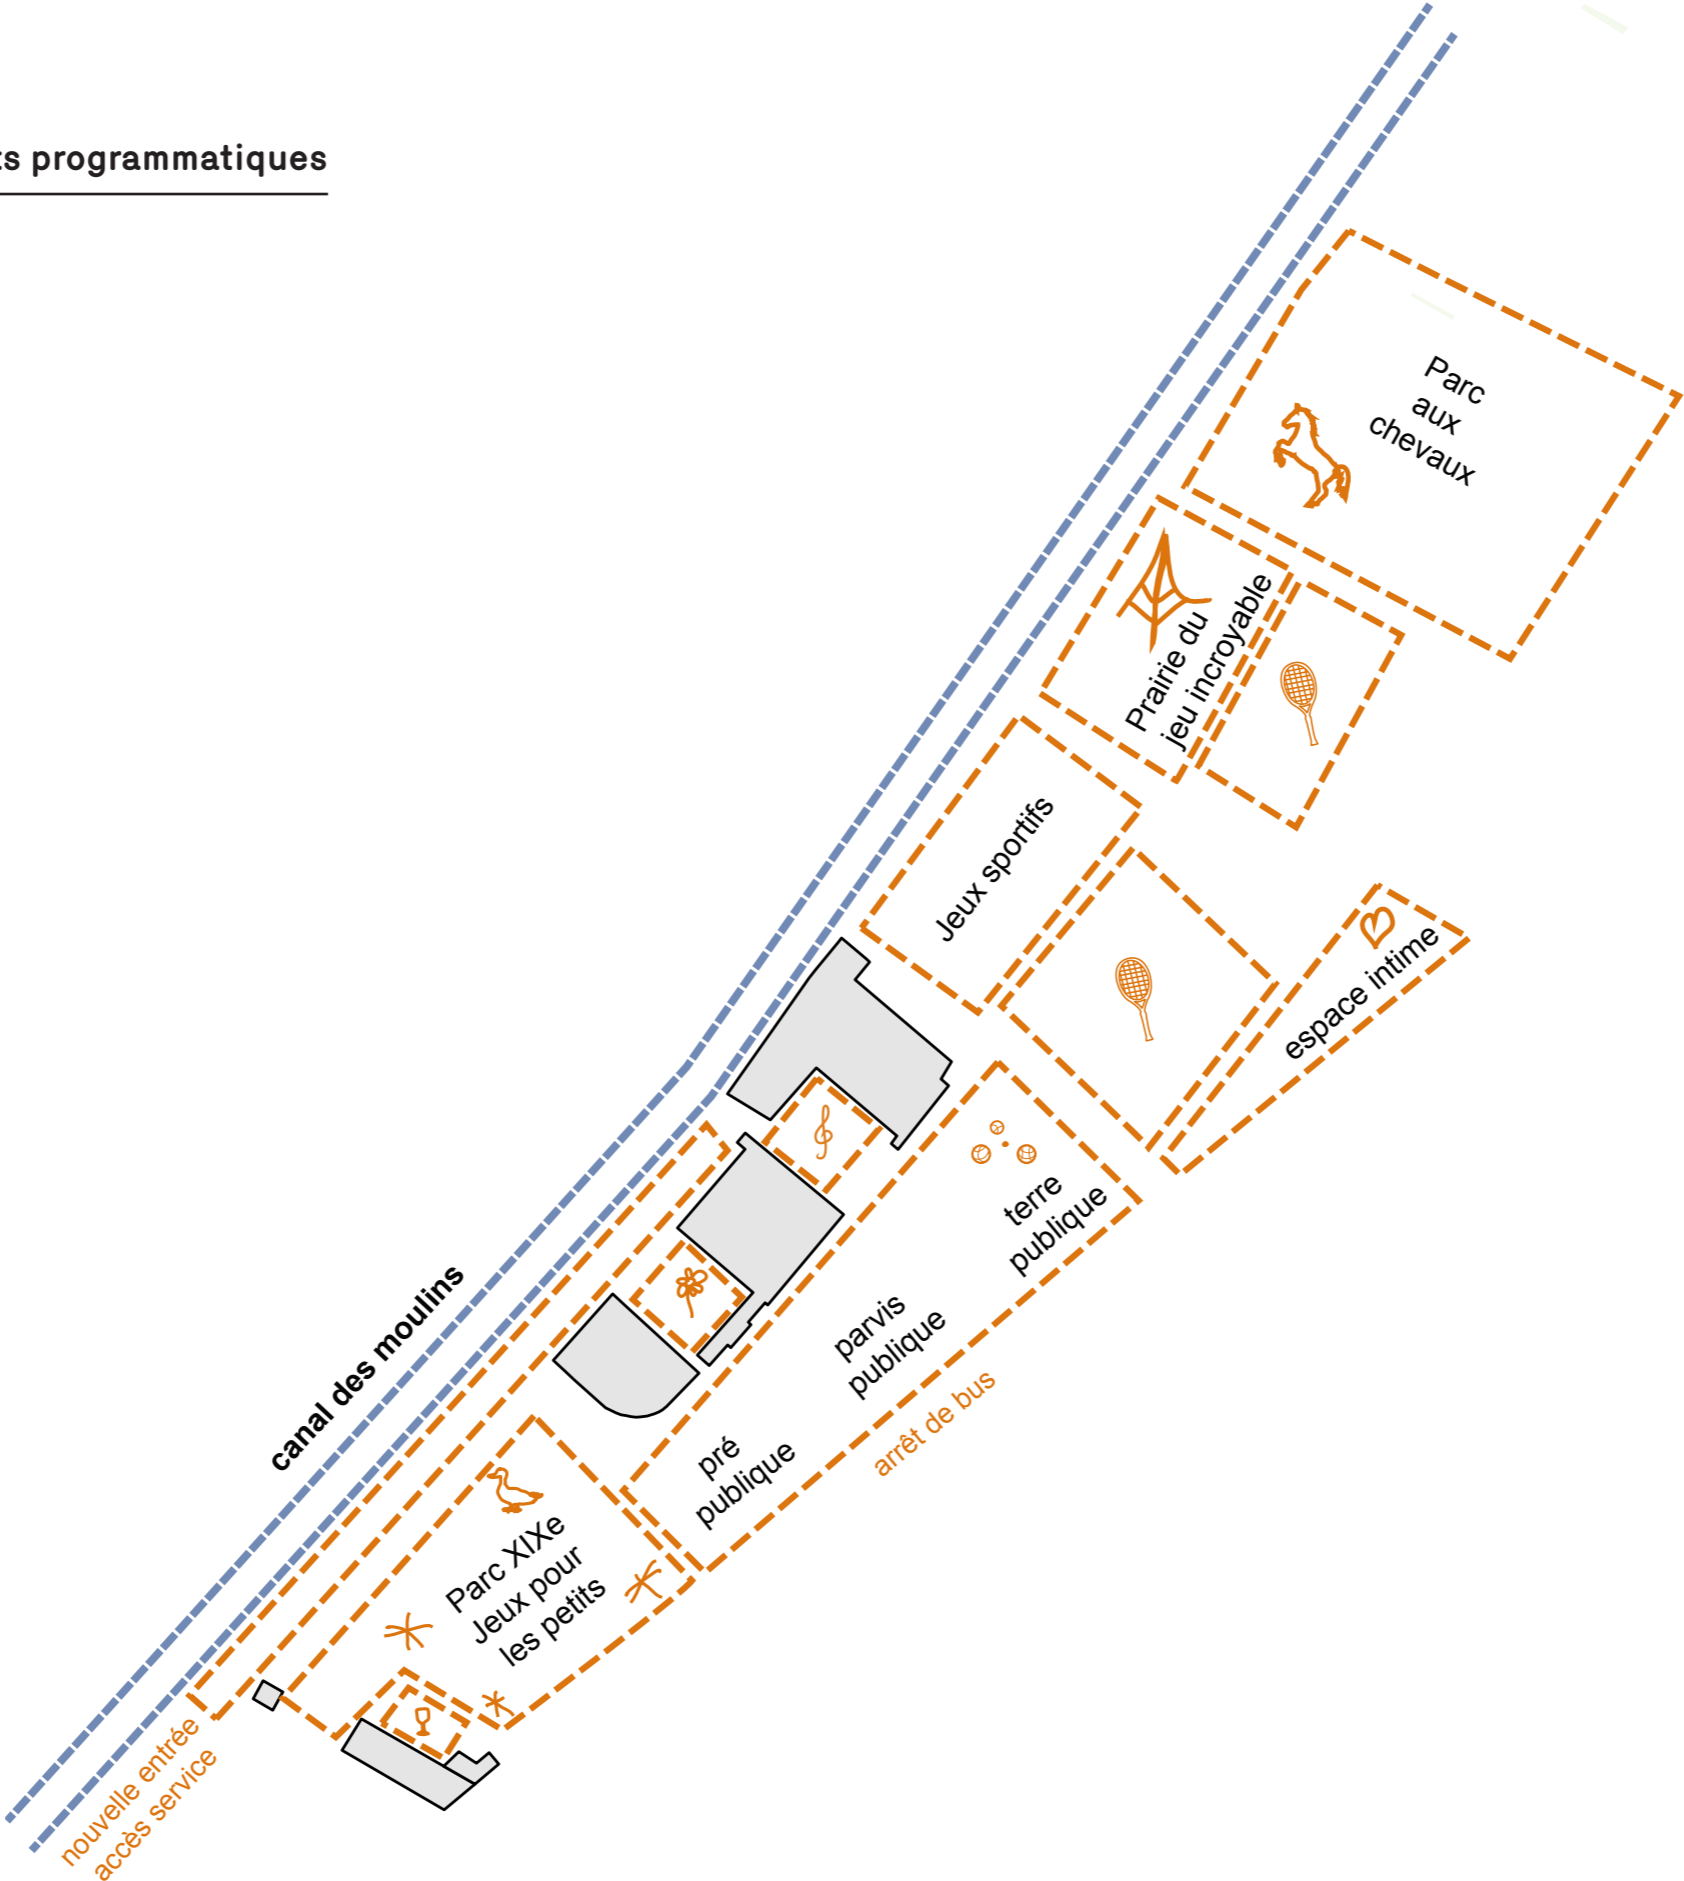 ts programmatiques
Parc
aux
chevaux
Prairie du
jeu incroyable
Jeux sportifs
espace intime
terre
publique
parvis
publique
arrêt de bus
pré
publique
canal des moulins
Parc XIXe
Jeux pour
les petits
nouvelle entrée
accès service